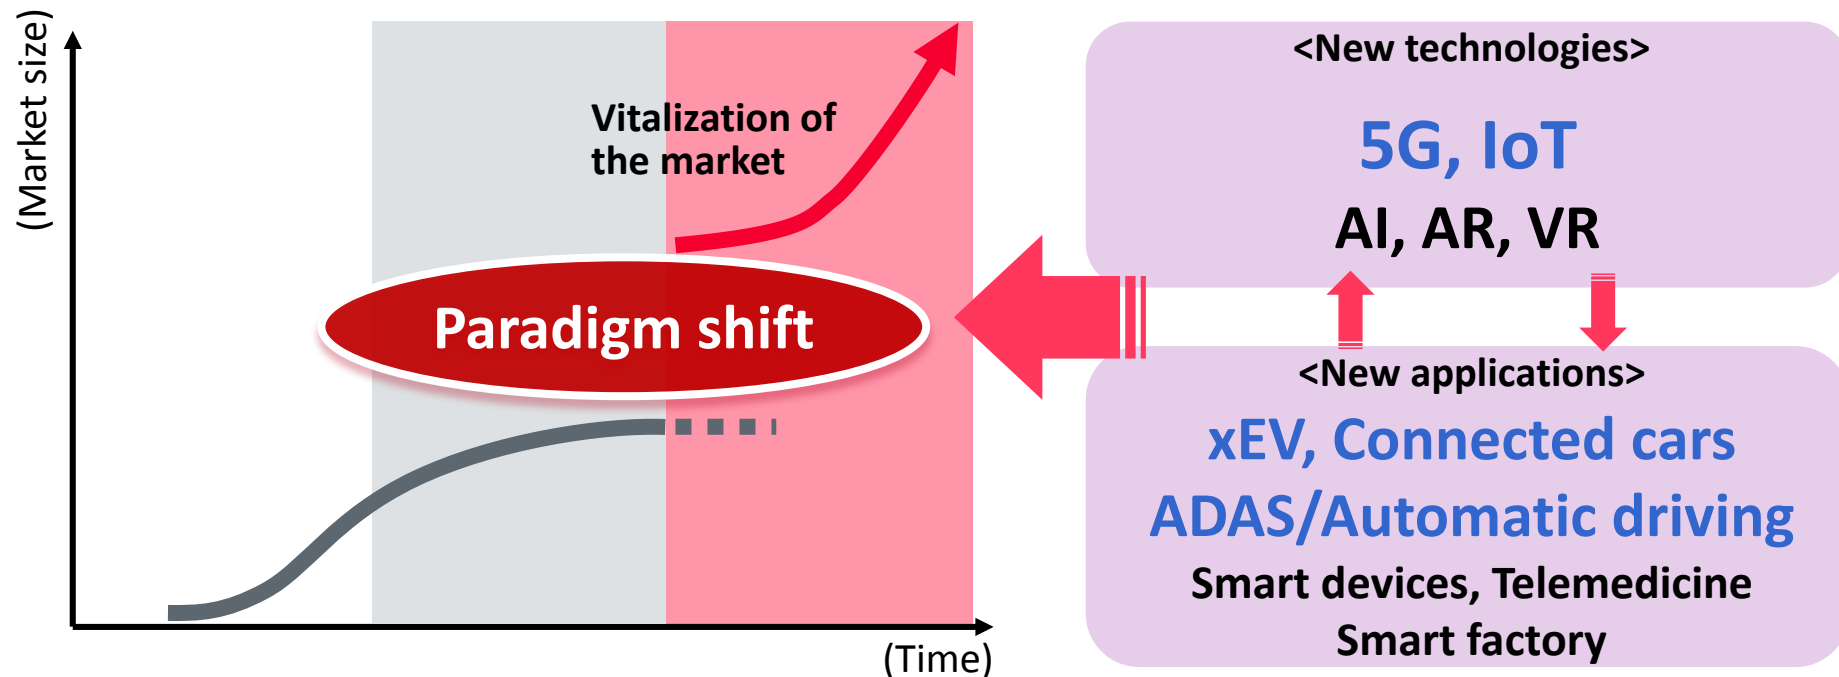 (Market size)
Vitalization of
the market
Paradigm shift
(Time)
<New technologies>
5G, IoT
AI, AR, VR
<New applications>
xEV, Connected cars
ADAS/Automatic driving
Smart devices, Telemedicine
Smart factory